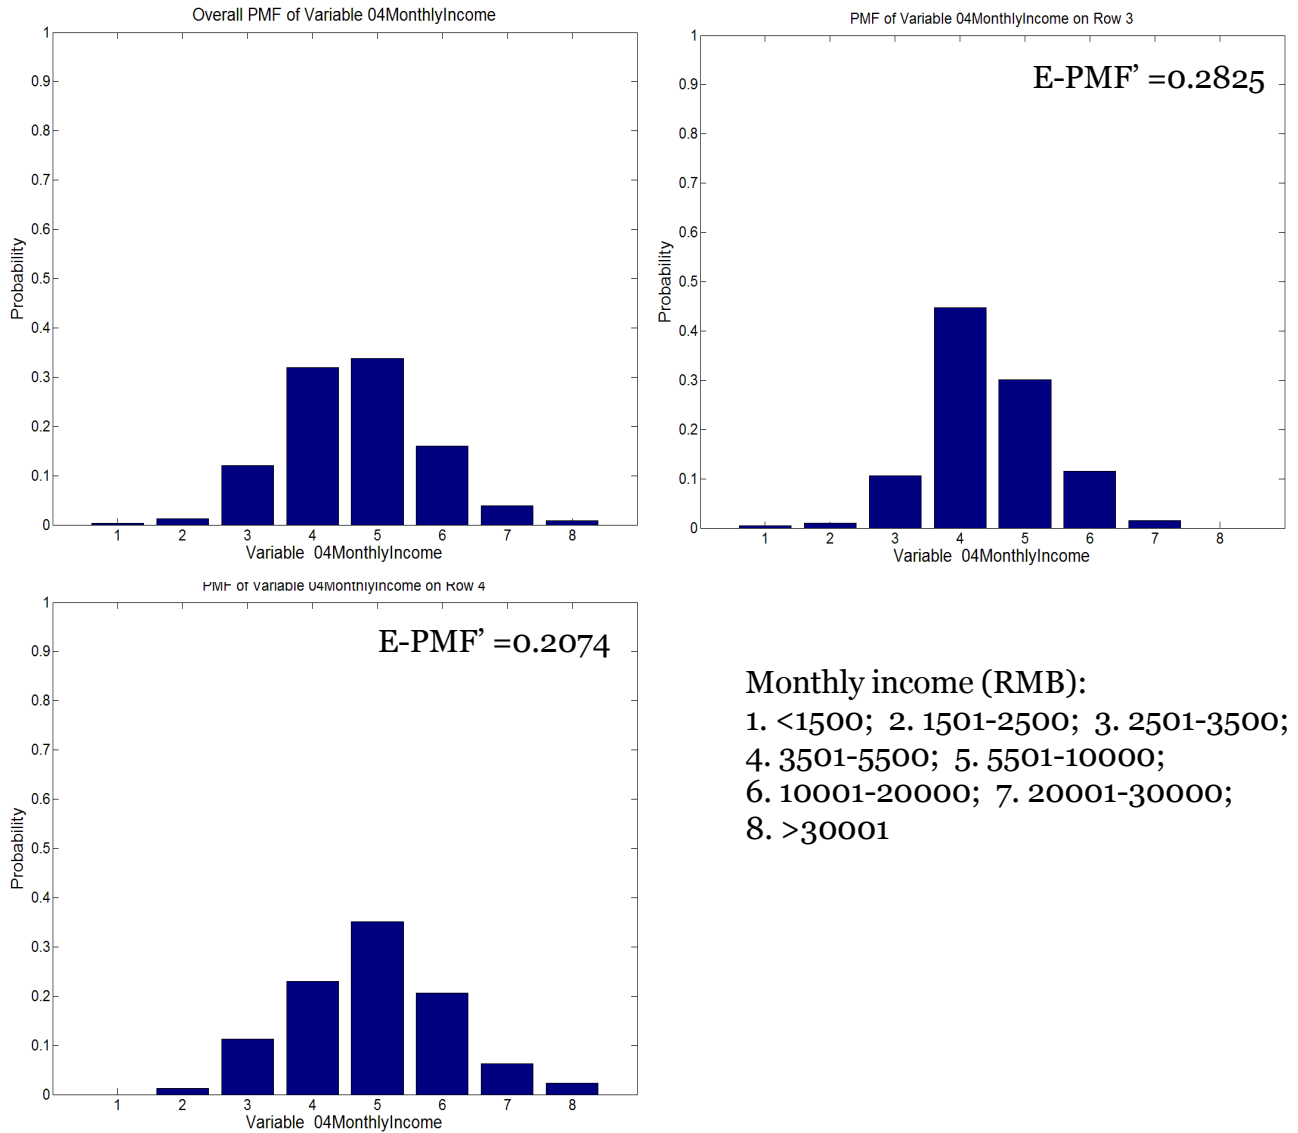 Overall PMF of Variable 04MonthlyIncome
1
0.9
0.8
0.7
0.6
0.5
0.4
0.3
0.2
0.1
0
Probability
1 2 3 4 5 6 7 8
Variable 04MonthlyIncome
PMF of Variable 04MonthlyIncome on Row 3
E-PMF’ =0.2825
1
0.9
0.8
0.7
0.6
0.5
0.4
0.3
0.2
0.1
0
Probability
1 2 3 4 5 6 7 8
Variable 04MonthlyIncome
PMF of Variable 04MonthlyIncome on Row 4
E-PMF’ =0.2074
1
0.9
0.8
0.7
0.6
0.5
0.4
0.3
0.2
0.1
0
Probability
1 2 3 4 5 6 7 8
Variable 04MonthlyIncome
Monthly income (RMB):
1. <1500; 2. 1501-2500; 3. 2501-3500;
4. 3501-5500; 5. 5501-10000;
6. 10001-20000; 7. 20001-30000;
8. >30001